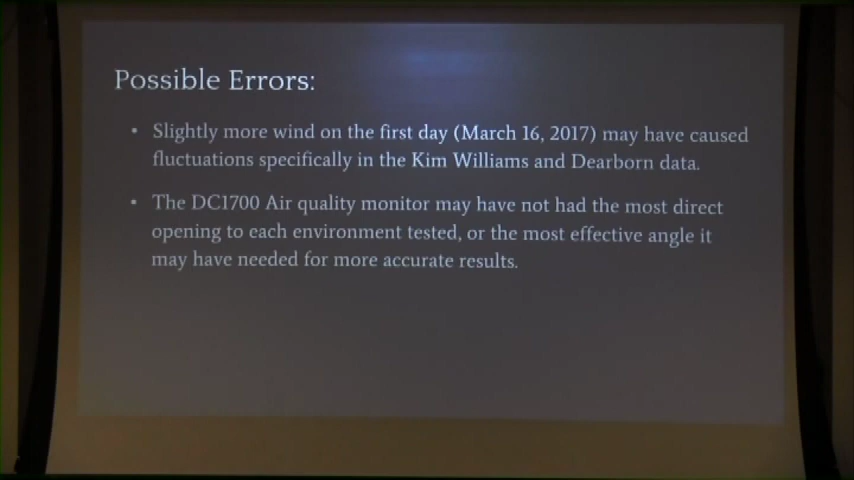 Possible Errors:
• Slightly more wind on the first day (March 16, 2017) may have caused
fluctuations specifically in the Kim Williams and Dearborn data.
• The DC1700 Air quality monitor may have not had the most direct
opening to each environment tested, or the most effective angle it
may have needed for more accurate results.